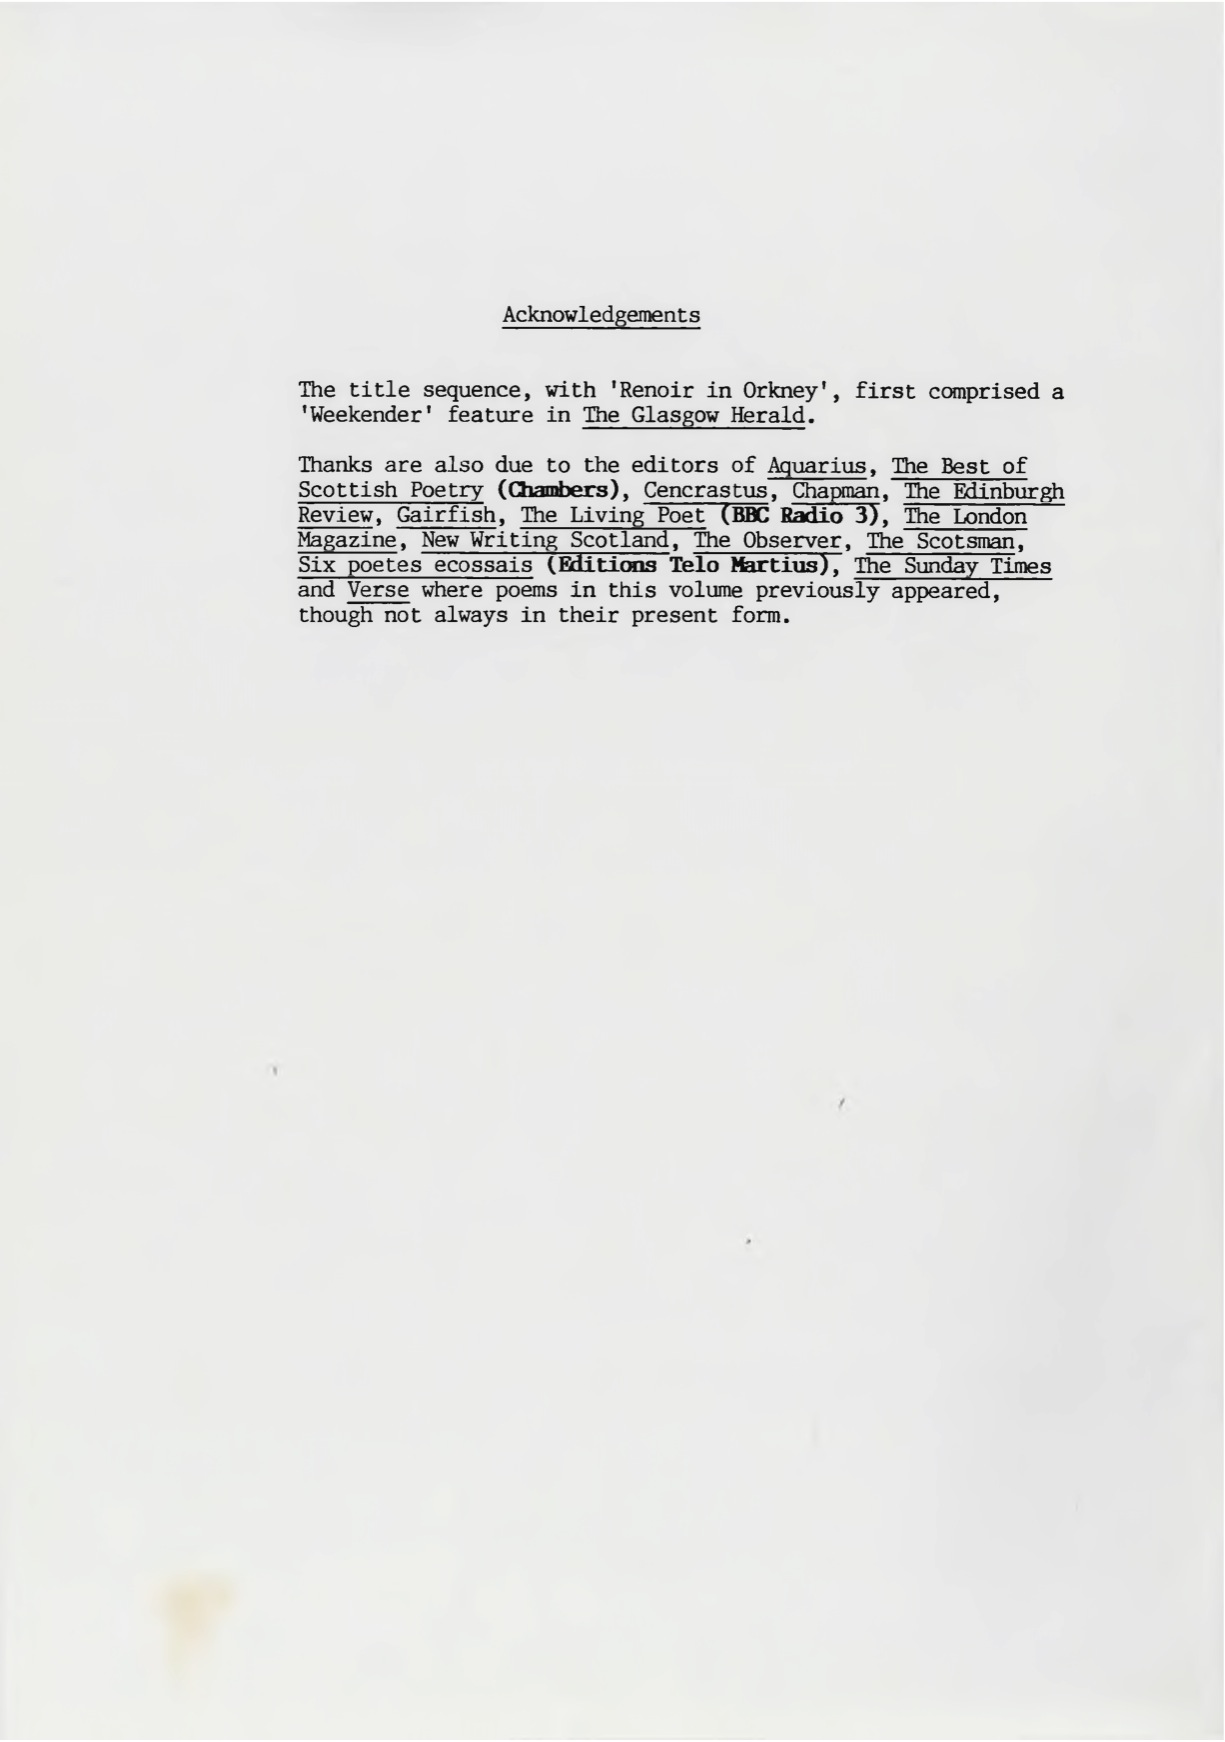 Acknowledgements
The title sequence, with 'Renoir in Orkney', first comprised a
'Weekender' feature in The Glasgow Herald.
Thanks are also due to the editors of Aquarius, The Best of
Scottish Poetry (Chambers), Cencrastus, Chapman, The Edinburgh
Review, Gairfish, The Living Poet (BBC Radio 3), The London
Magazine, New Writing Scotland, The Observer, The Scotsman,
Six poetes ecossais (Editions Telo Martius), The Sunday Times
and Verse where poems in this volume previously appeared,
though not always in their present form.